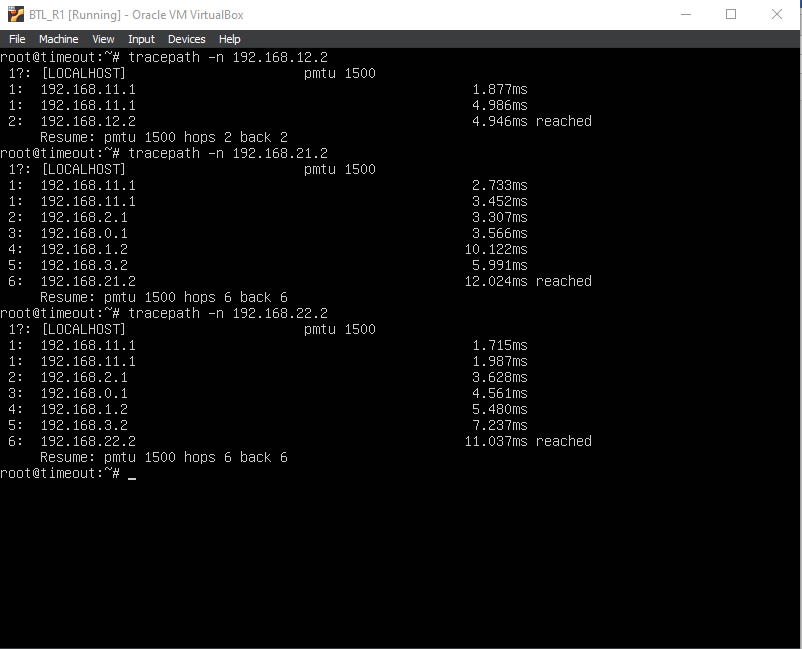 BTL_R1 [Running] - Oracle VM VirtualBox
File Machine View Input Devices Help
root@timeout:~# tracepath -n 192.168.12.2
1?: [LOCALHOST] pmtu 1500
1: 192.168.11.1 1.877ms
1: 192.168.11.1 4.986ms
2: 192.168.12.2 4.946ms reached
Resume: pmtu 1500 hops 2 back 2
root@timeout:~# tracepath -n 192.168.21.2
1?: [LOCALHOST] pmtu 1500
1: 192.168.11.1 2.733ms
1: 192.168.11.1 3.452ms
2: 192.168.2.1 3.307ms
3: 192.168.0.1 3.566ms
4: 192.168.1.2 10.122ms
5: 192.168.3.2 5.991ms
6: 192.168.21.2 12.024ms reached
Resume: pmtu 1500 hops 6 back 6
root@timeout:~# tracepath -n 192.168.22.2
1?: [LOCALHOST] pmtu 1500
1: 192.168.11.1 1.715ms
1: 192.168.11.1 1.987ms
2: 192.168.2.1 3.628ms
3: 192.168.0.1 4.561ms
4: 192.168.1.2 5.480ms
5: 192.168.3.2 7.237ms
6: 192.168.22.2 11.037ms reached
Resume: pmtu 1500 hops 6 back 6
root@timeout:~# _